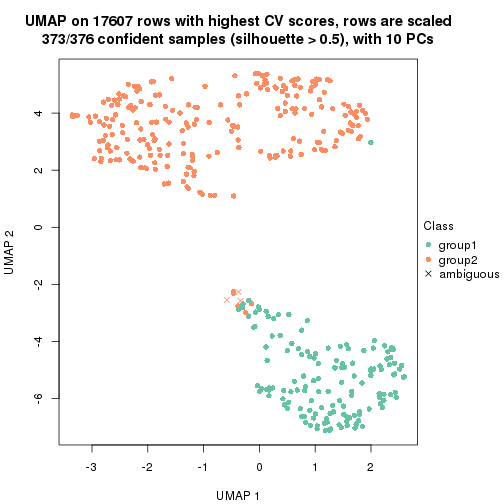 UMAP on 17607 rows with highest CV scores, rows are scaled
373/376 confident samples (silhouette > 0.5), with 10 PCs
4
2
0
-2
-4
-6
UMAP 2
-3
-2
-1
0
1
2
UMAP 1
Class
group1
group2
ambiguous